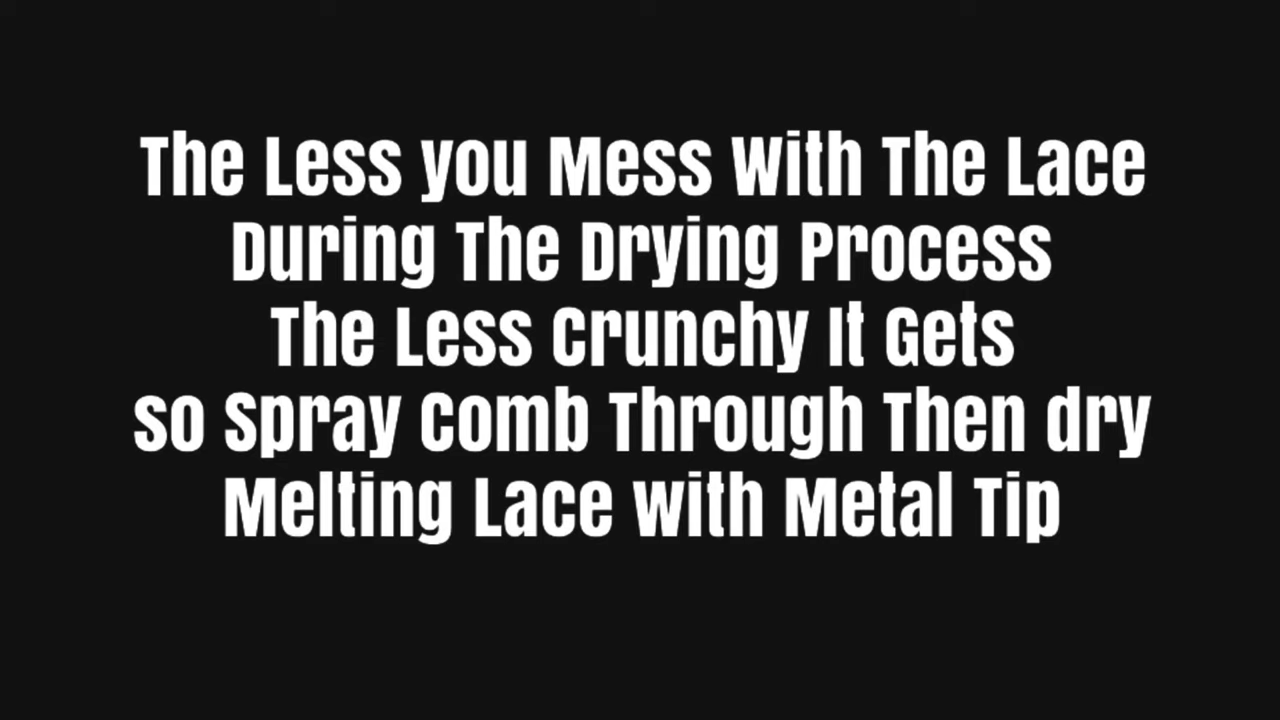 The Less you Mess With The Lace
During The Drying Process
The Less Crunchy It Gets
so Spray Comb Through Then dry
Melting Lace with Metal Tip